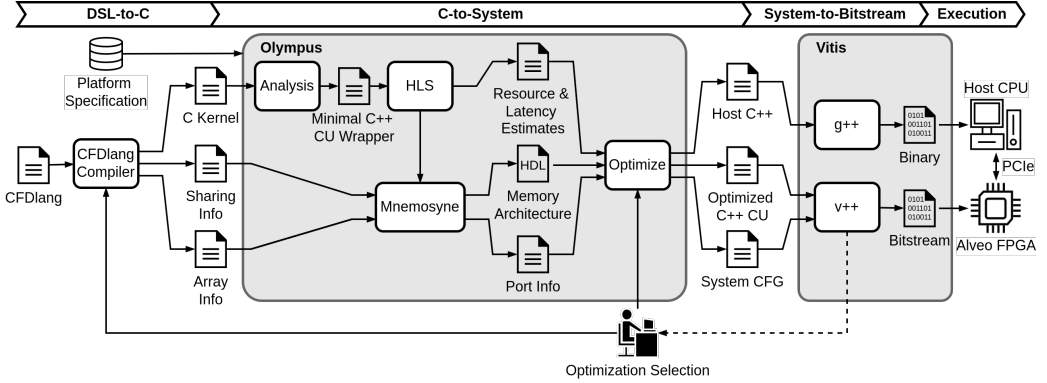 DSL-to-C
C-to-System
System-to-Bitstream
Execution
Olympus
Vitis
Platform
Specification
C Kernel
Analysis
Minimal C++
CU Wrapper
HLS
Resource &
Latency
Estimates
Host C++
g++
0101
001101
010011
Binary
Host CPU
PCIe
CFDlang
CFDlang
Compiler
Sharing
Info
Mnemosyne
HDL
Memory
Architecture
Optimize
Optimized
C++ CU
v++
0101
001101
010011
Bitstream
Alveo FPGA
Array
Info
Port Info
System CFG
Optimization Selection